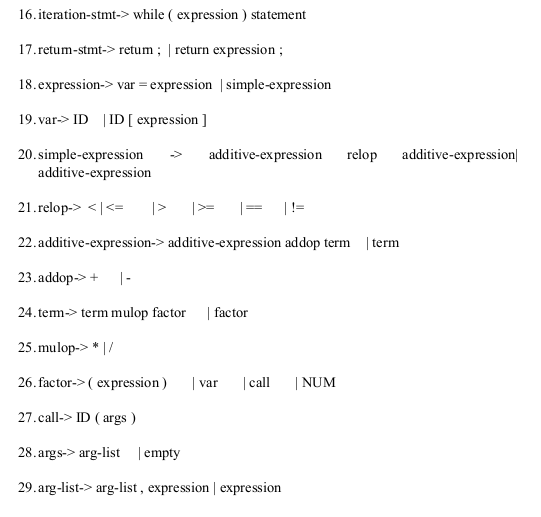 16.iteration-stmt-> while ( expression ) statement
17.return-stmt-> return ; | return expression ;
18.expression-> var = expression | simple-expression
19.var-> ID | ID [ expression ]
20.simple-expression -> additive-expression relop additive-expression|
additive-expression
21.relop-> < | <= | > | >= | == | !=
22.additive-expression-> additive-expression addop term | term
23.addop-> + | -
24.term-> term mulop factor | factor
25.mulop-> * | /
26.factor-> ( expression ) | var | call | NUM
27.call-> ID ( args )
28.args-> arg-list | empty
29.arg-list-> arg-list , expression | expression